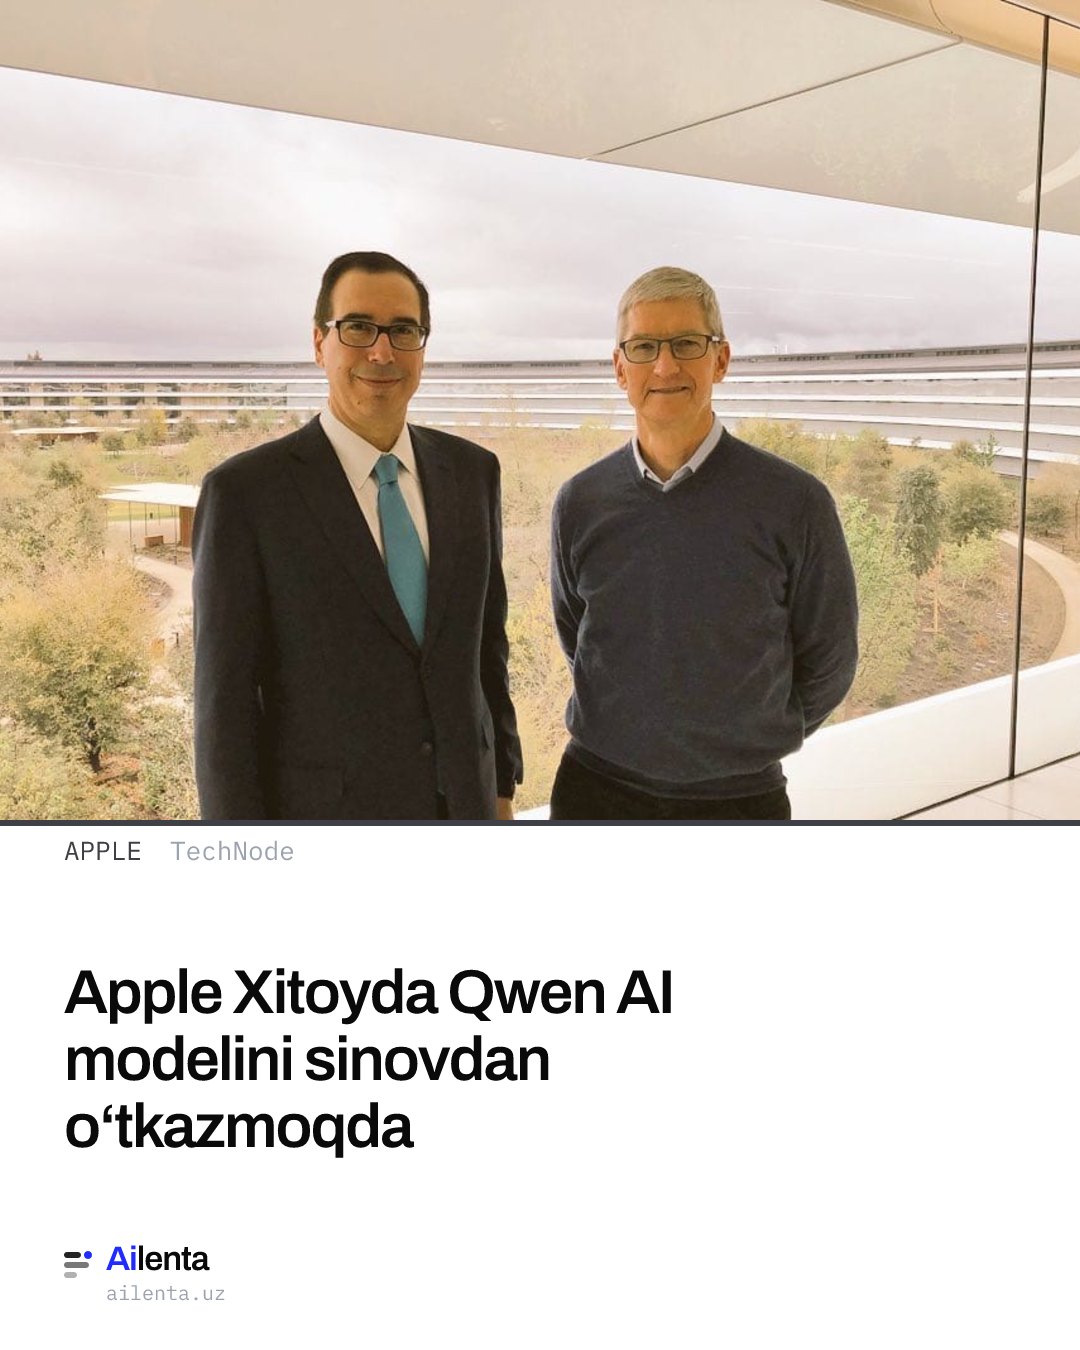 APPLE TechNode
Apple Xitoyda Qwen AI
modelini sinovdan
o‘tkazmoqda
Ailenta
ailenta.uz